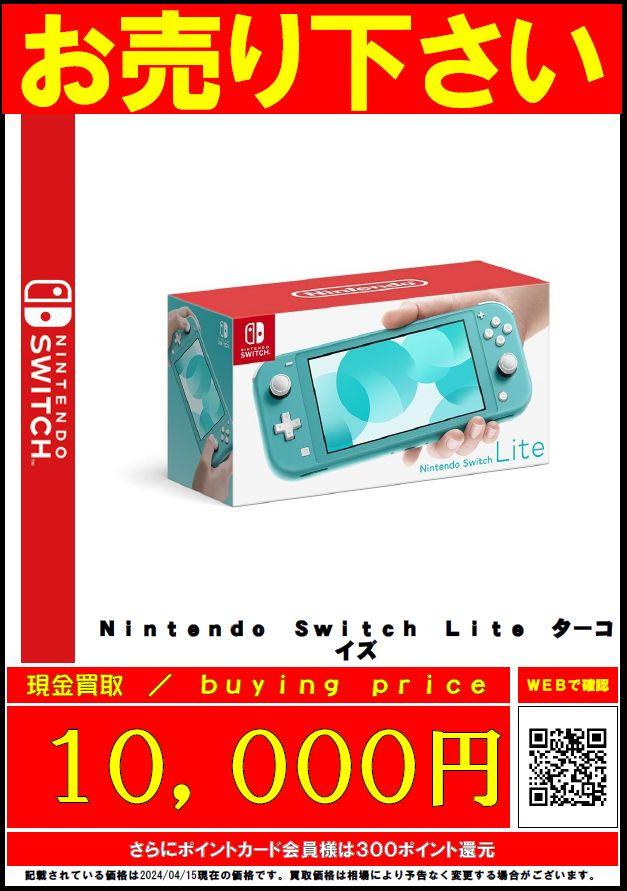 お売り下さい
NINTENDO
SWITCH™
Nintendo
NINTENDO
SWITCH
Nintendo Switch Lite
Nintendo Switch Lite ターコ
イズ
現金買取 / buying price
WEBで確認
10,000円
さらにポイントカード会員様は300ポイント還元
記載されている価格は2024/04/15現在の価格です。買取価格は相場により予告なく変更する場合がございます。